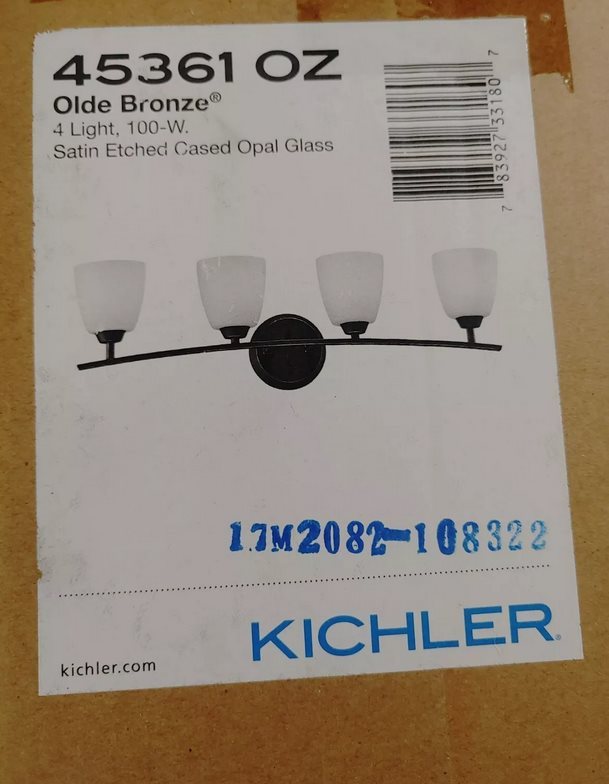 45361 OZ
Olde Bronze®
4 Light, 100-W.
Satin Etched Cased Opal Glass
7 83927 33180 7
17M2082-108322
KICHLER®
kichler.com